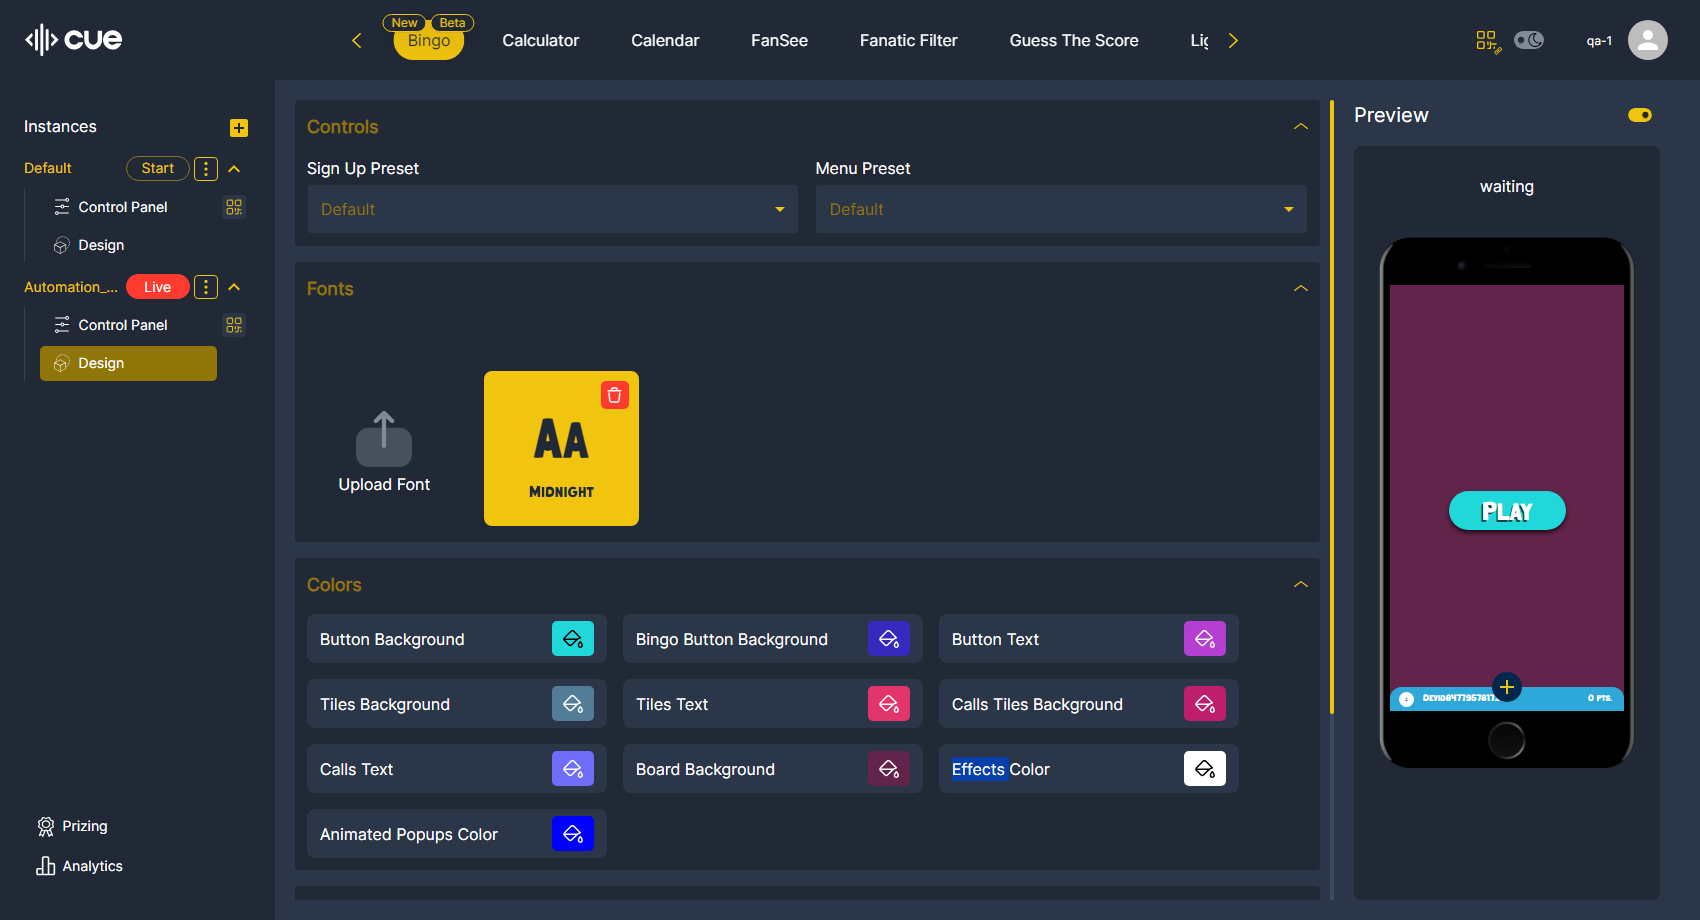 cue
New Beta
Bingo
Calculator
Calendar
FanSee
Fanatic Filter
Guess The Score
qa-1
Instances
Default
Start
Control Panel
Design
Automation_...
Live
Control Panel
Design
Prizing
Analytics
Controls
Sign Up Preset
Menu Preset
Default
Default
Fonts
Upload Font
AA
MIDNIGHT
Colors
Button Background
Bingo Button Background
Button Text
Tiles Background
Tiles Text
Calls Tiles Background
Calls Text
Board Background
Effects Color
Animated Popups Color
Preview
waiting
PLAY
0 PTS.